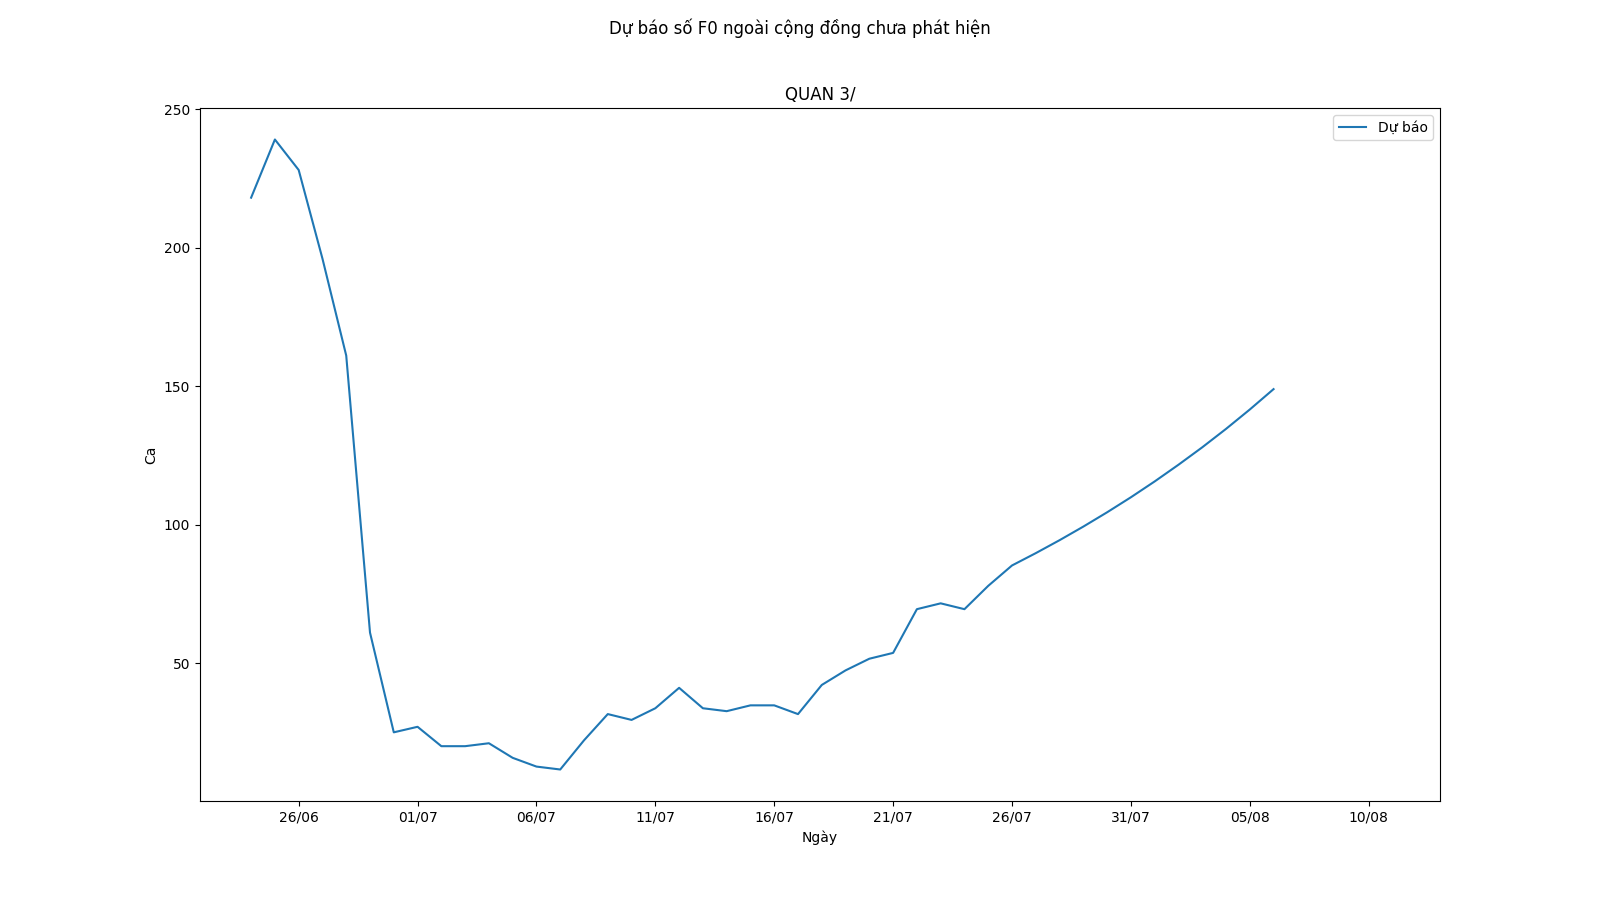 Dự báo số F0 ngoài cộng đồng chưa phát hiện
QUAN 3/
Dự báo
250
200
150
100
50
Ca
26/06 01/07 06/07 11/07 16/07 21/07 26/07 31/07 05/08 10/08
Ngày